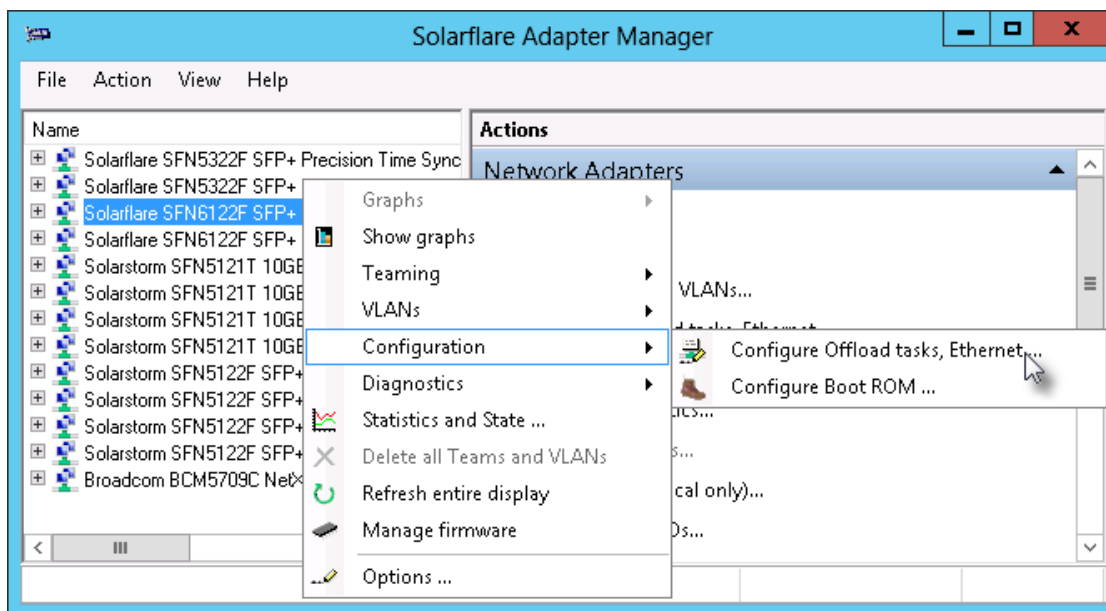 Solarflare Adapter Manager
File Action View Help
Name
Actions
Solarflare SFN5322F SFP+ Precision Time Sync
Network Adapters
Solarflare SFN5322F SFP+
Solarflare SFN6122F SFP+
Solarflare SFN6122F SFP+
Solarstorm SFN5121T 10GE
Solarstorm SFN5121T 10GE
Solarstorm SFN5121T 10GE
Solarstorm SFN5121T 10GE
Solarstorm SFN5122F SFP+
Solarstorm SFN5122F SFP+
Solarstorm SFN5122F SFP+
Solarstorm SFN5122F SFP+
Broadcom BCM5709C NetX
Graphs
Show graphs
Teaming
VLANs
Configuration
Diagnostics
Statistics and State ...
Delete all Teams and VLANs
Refresh entire display
Manage firmware
Options ...
VLANs...
Configure Offload tasks, Ethernet...
Configure Boot ROM ...
cal only)...